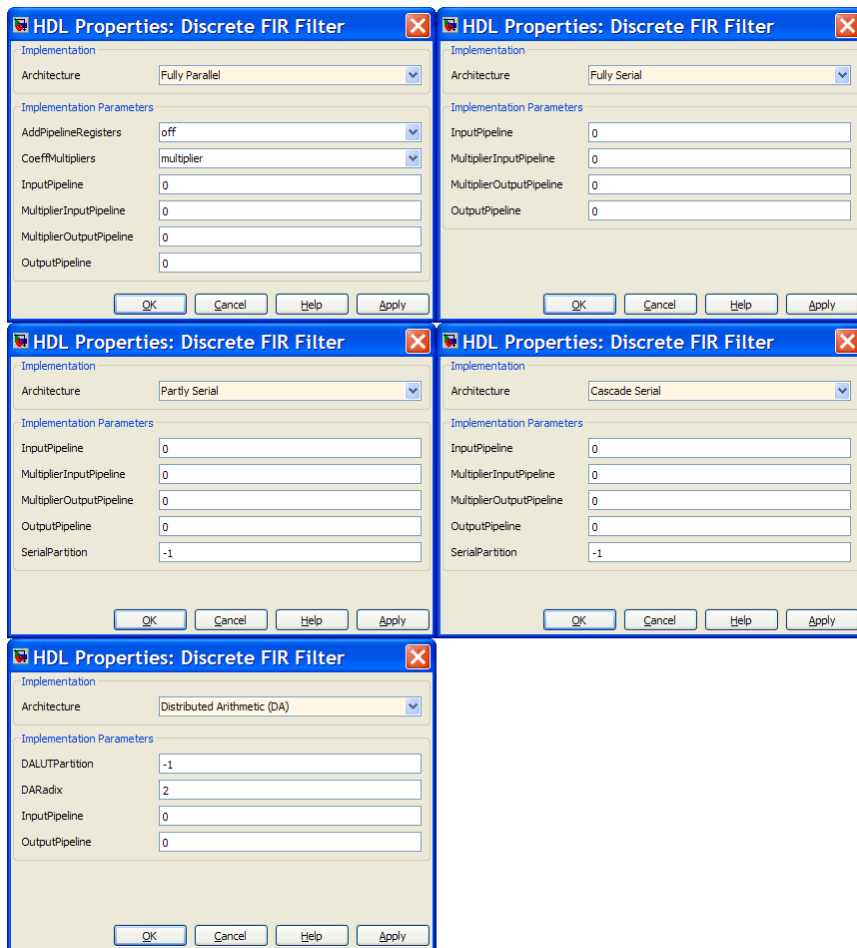 HDL Properties: Discrete FIR Filter
Implementation
Architecture Fully Parallel
Implementation Parameters
AddPipelineRegisters off
CoeffMultipliers multiplier
InputPipeline 0
MultiplierInputPipeline 0
MultiplierOutputPipeline 0
OutputPipeline 0
OK Cancel Help Apply
HDL Properties: Discrete FIR Filter
Implementation
Architecture Fully Serial
Implementation Parameters
InputPipeline 0
MultiplierInputPipeline 0
MultiplierOutputPipeline 0
OutputPipeline 0
OK Cancel Help Apply
HDL Properties: Discrete FIR Filter
Implementation
Architecture Partly Serial
Implementation Parameters
InputPipeline 0
MultiplierInputPipeline 0
MultiplierOutputPipeline 0
OutputPipeline 0
SerialPartition -1
OK Cancel Help Apply
HDL Properties: Discrete FIR Filter
Implementation
Architecture Cascade Serial
Implementation Parameters
InputPipeline 0
MultiplierInputPipeline 0
MultiplierOutputPipeline 0
OutputPipeline 0
SerialPartition -1
OK Cancel Help Apply
HDL Properties: Discrete FIR Filter
Implementation
Architecture Distributed Arithmetic (DA)
Implementation Parameters
DALUTPartition -1
DARadix 2
InputPipeline 0
OutputPipeline 0
OK Cancel Help Apply